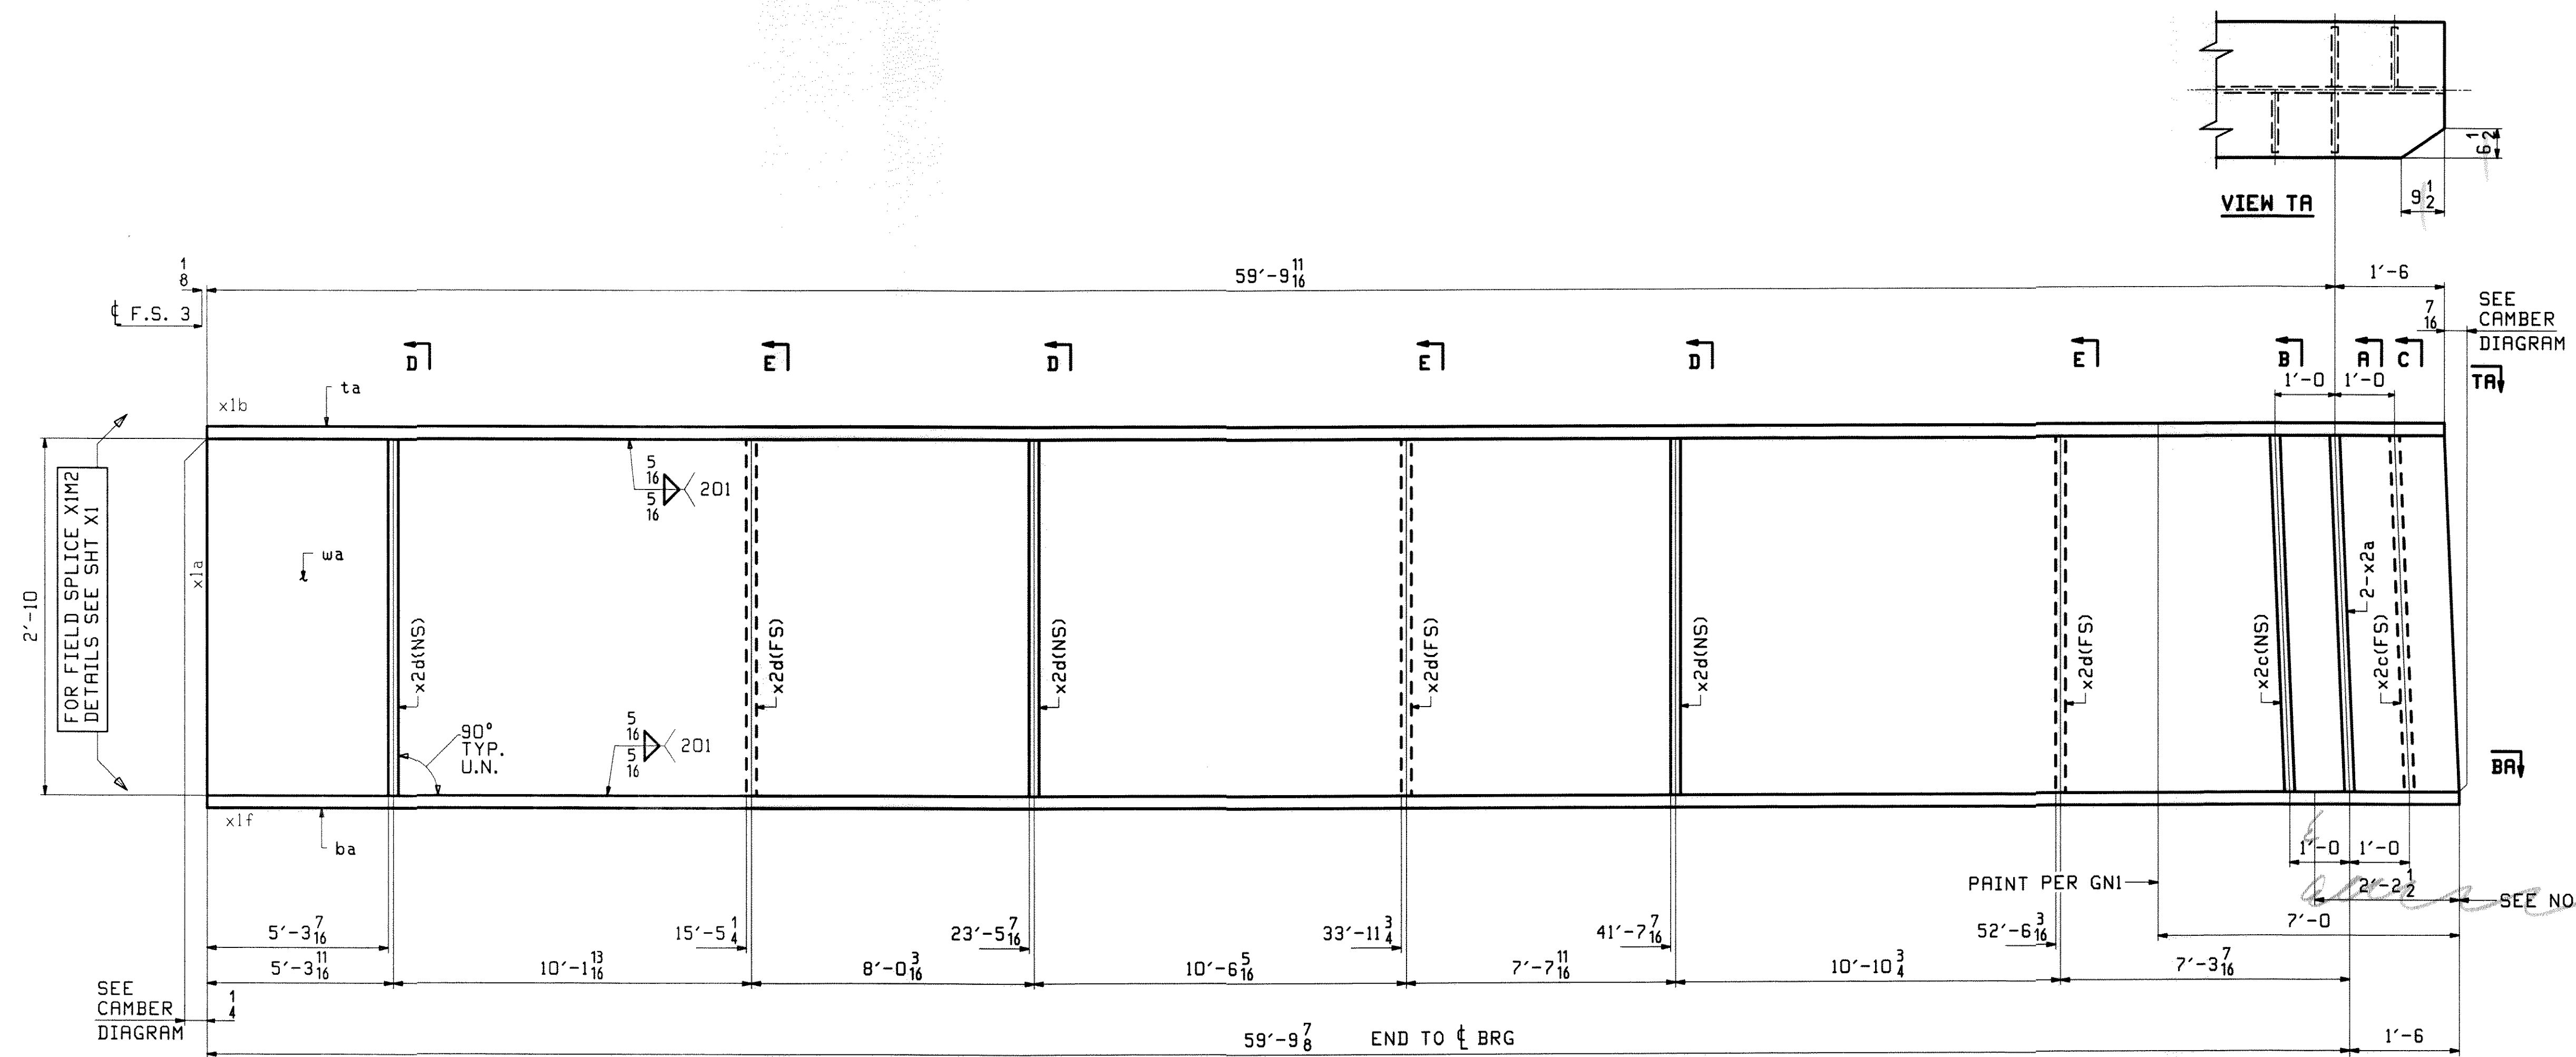 6 1/2
9 1/2
VIEW TA
1/8
59'-9 11/16
1'-6
℄ F.S. 3
7/16
SEE
CAMBER
DIAGRAM
D
E
D
E
D
E
B
A
C
TA
1'-0
1'-0
ta
x1b
FOR FIELD SPLICE X1M2
DETAILS SEE SHT X1
2'-10
x1a
wa
5/16
5/16
201
5/16
5/16
201
90°
TYP.
U.N.
x2d(NS)
x2d(FS)
x2d(NS)
x2d(FS)
x2d(NS)
x2d(FS)
x2c(NS)
2-x2a
x2c(FS)
BA
x1f
ba
1'-0
1'-0
PAINT PER GN1
2'-2 1/2
SEE NO
7'-0
5'-3 7/16
15'-5 1/4
23'-5 7/16
33'-11 3/4
41'-7 7/16
52'-6 3/16
5'-3 11/16
10'-1 13/16
8'-0 3/16
10'-6 5/16
7'-7 11/16
10'-10 3/4
7'-3 7/16
SEE
CAMBER
DIAGRAM
1/4
59'-9 7/8 END TO ℄ BRG
1'-6